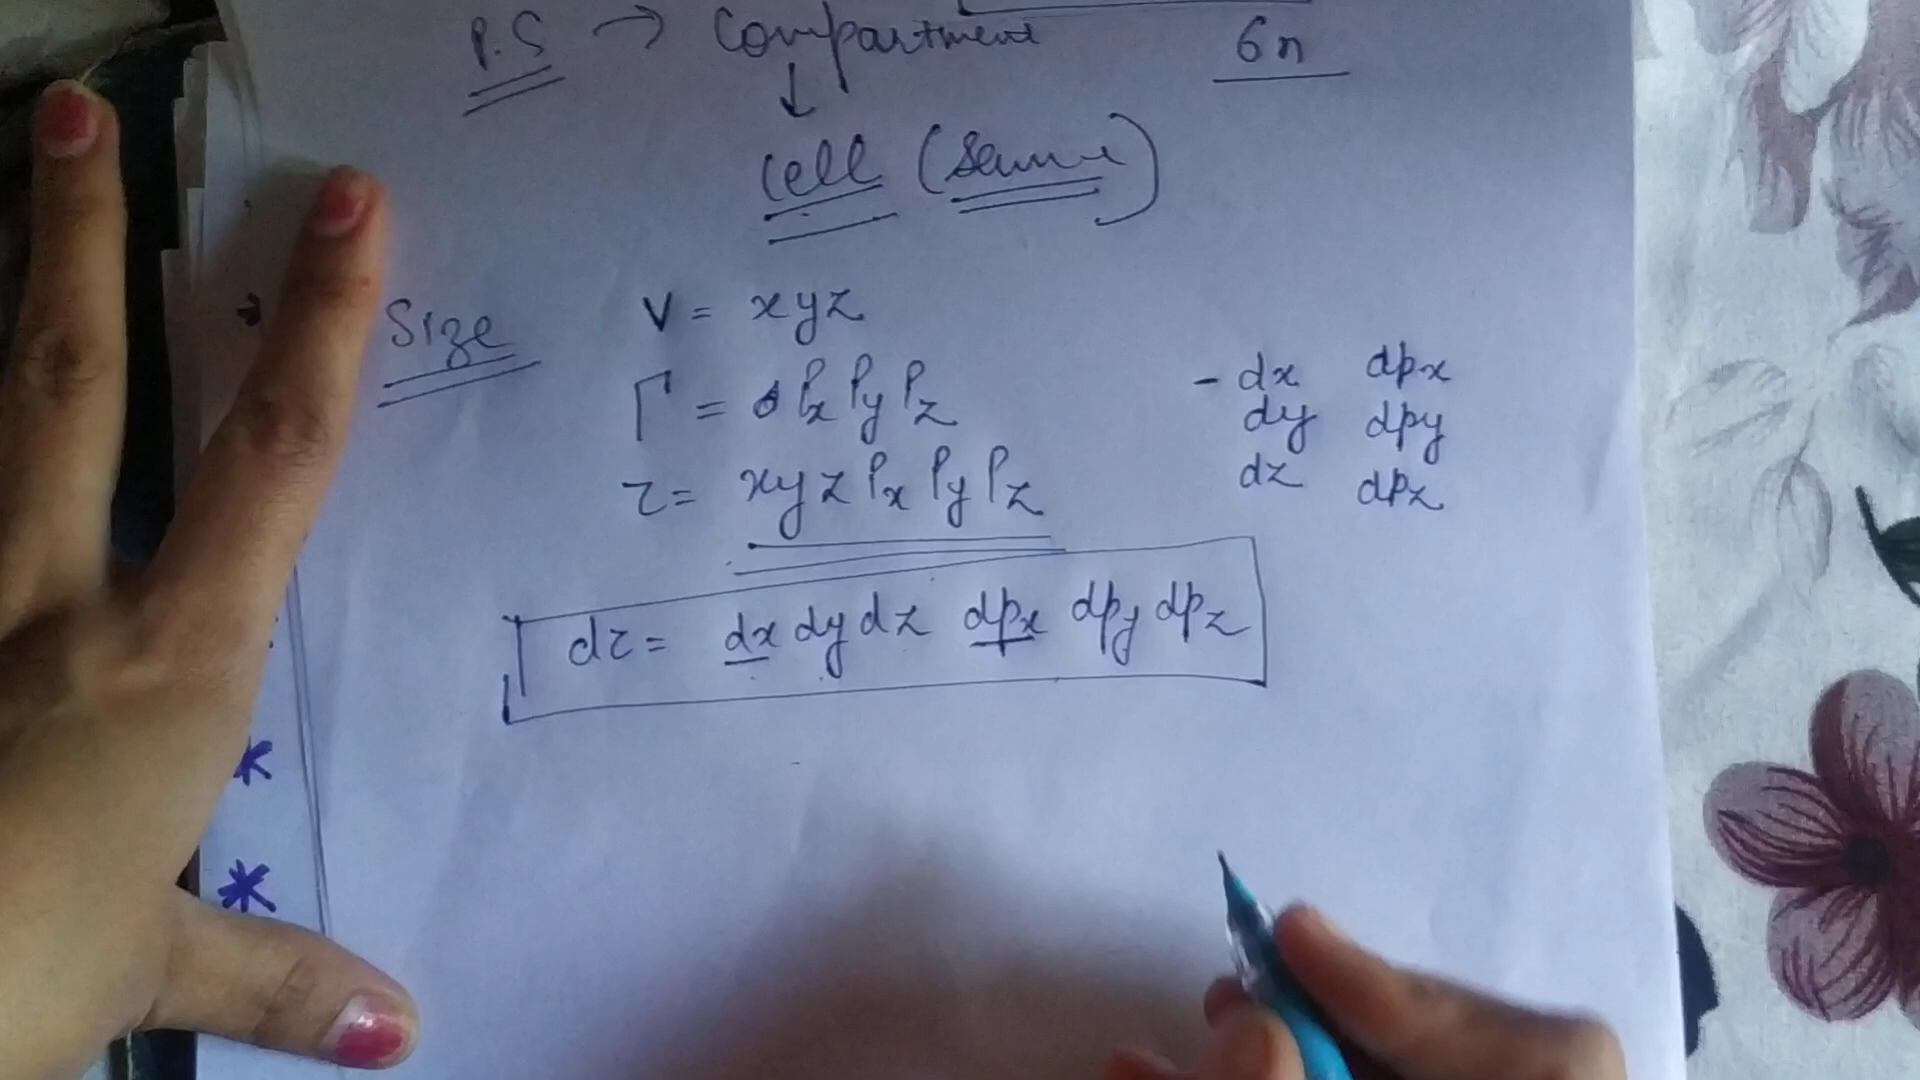 P.S → Compartment
6n
↓
Cell (Same)
Size
V = xyz
Γ = Px Py Pz
τ = xyz Px Py Pz
- dx dpx
dy dpy
dz dpz
dτ = dx dy dz dpx dpy dpz
*
*